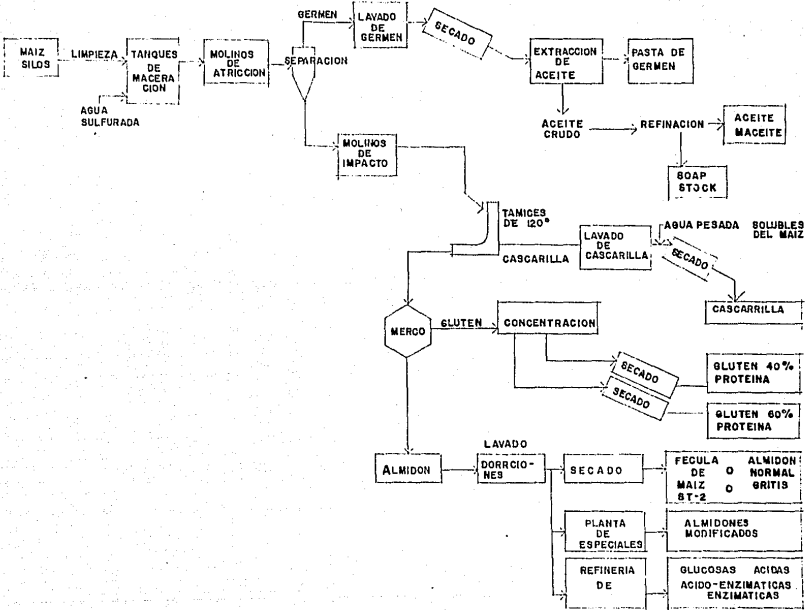 GERMEN
LAVADO
DE
GERMEN
SECADO
MAIZ
SILOS
LIMPIEZA
TANQUES
DE
MACERA
CION
MOLINOS
DE
ATRICCION
SEPARACION
EXTRACCION
DE
ACEITE
PASTA DE
GERMEN
AGUA
SULFURADA
ACEITE
CRUDO
REFINACION
ACEITE
MACEITE
SOAP
STOCK
MOLINOS
DE
IMPACTO
TAMICES
DE 120°
CASCARILLA
LAVADO
DE
CASCARILLA
AGUA PESADA
SOLUBLES
DEL MAIZ
SECADO
CASCARRILLA
MERCO
GLUTEN
CONCENTRACION
SECADO
GLUTEN 40%
PROTEINA
SECADO
GLUTEN 60%
PROTEINA
ALMIDON
LAVADO
DORRCIO-
NES
SECADO
FECULA
DE
MAIZ
ST-2
O
O
ALMIDON
NORMAL
GRITIS
PLANTA
DE
ESPECIALES
ALMIDONES
MODIFICADOS
REFINERIA
DE
GLUCOSAS ACIDAS
ACIDO-ENZIMATICAS
ENZIMATICAS